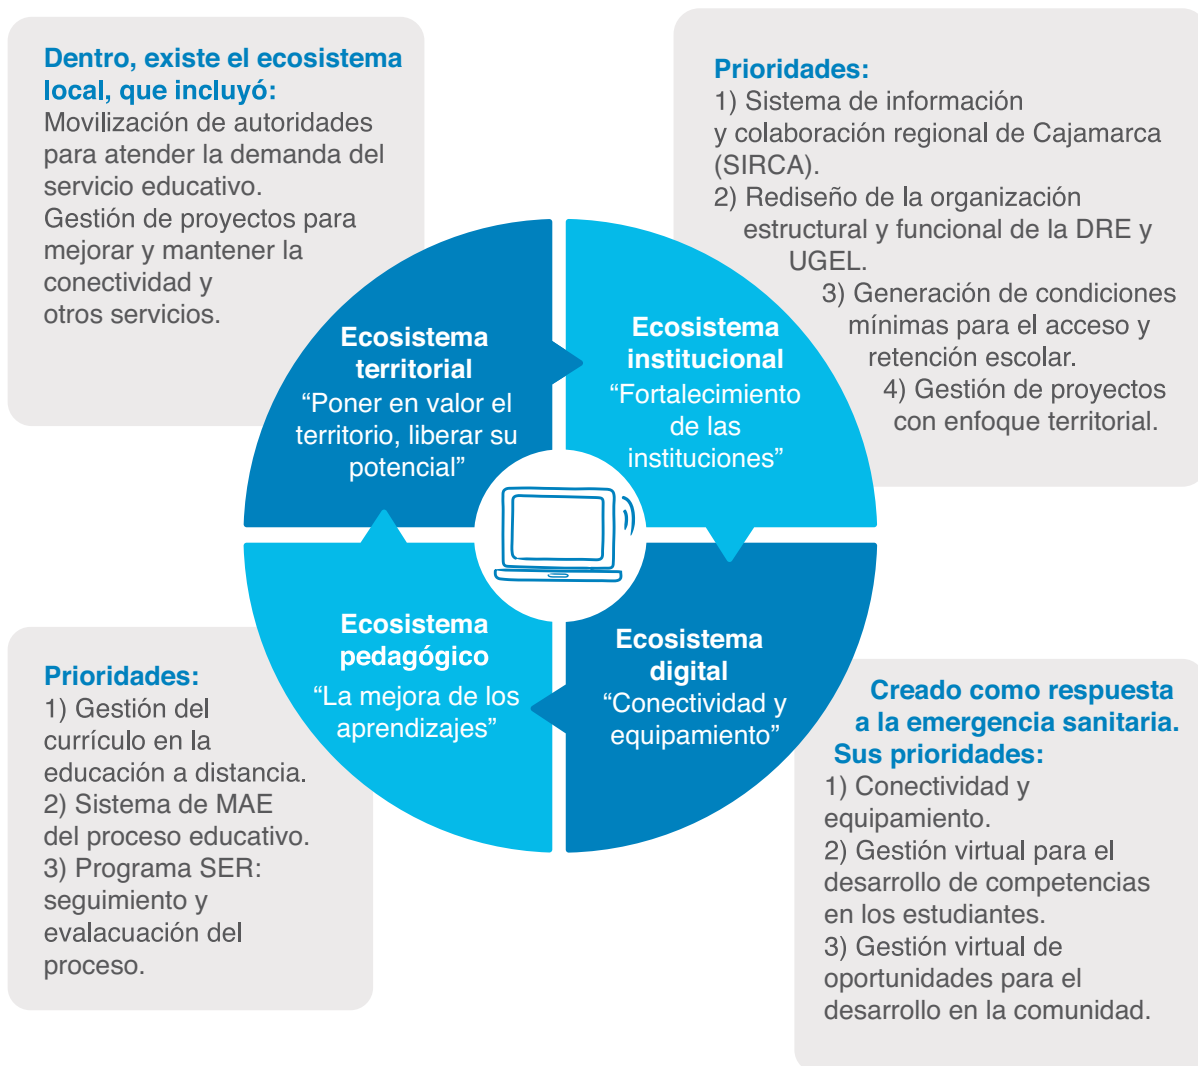 Dentro, existe el ecosistema
local, que incluyó:
Movilización de autoridades
para atender la demanda del
servicio educativo.
Gestión de proyectos para
mejorar y mantener la
conectividad y
otros servicios.
Prioridades:
1) Sistema de información
y colaboración regional de Cajamarca
(SIRCA).
2) Rediseño de la organización
estructural y funcional de la DRE y
UGEL.
3) Generación de condiciones
mínimas para el acceso y
retención escolar.
4) Gestión de proyectos
con enfoque territorial.
Ecosistema
territorial
“Poner en valor el
territorio, liberar su
potencial”
Ecosistema
institucional
“Fortalecimiento
de las
instituciones”
Ecosistema
pedagógico
“La mejora de los
aprendizajes”
Ecosistema
digital
“Conectividad y
equipamiento”
Prioridades:
1) Gestión del
currículo en la
educación a distancia.
2) Sistema de MAE
del proceso educativo.
3) Programa SER:
seguimiento y
evalacuación del
proceso.
Creado como respuesta
a la emergencia sanitaria.
Sus prioridades:
1) Conectividad y
equipamiento.
2) Gestión virtual para el
desarrollo de competencias
en los estudiantes.
3) Gestión virtual de
oportunidades para el
desarrollo en la comunidad.